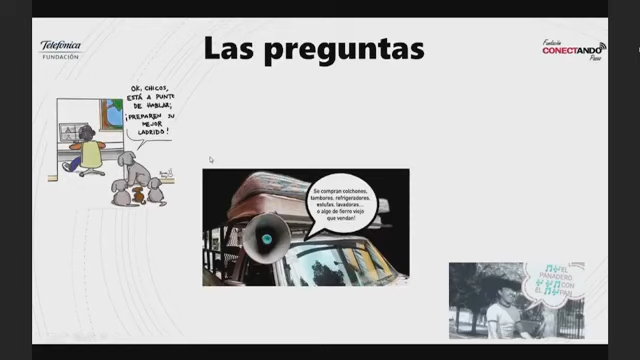 Telefónica
FUNDACIÓN
Las preguntas
Fundación
CONECTANDO
OK, CHICOS,
ESTÁ A PUNTO
DE HABLAR;
¡PREPAREN SU
MEJOR
LADRIDO!
Se compran colchones,
tambores, refrigeradores,
estufas, lavadoras...
o algo de fierro viejo
que vendan!
EL
PANADERO
CON
EL PAN